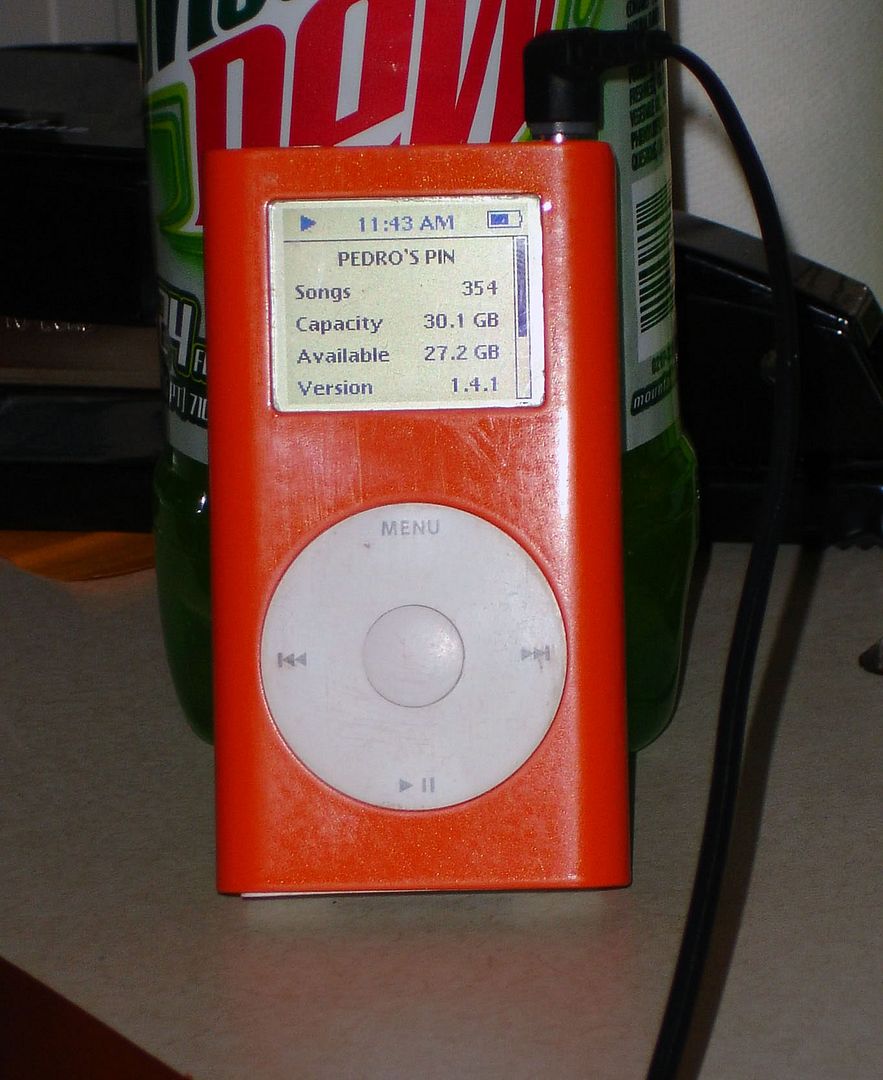 Dew
11:43 AM
PEDRO'S PIN
Songs 354
Capacity 30.1 GB
Available 27.2 GB
Version 1.4.1
MENU